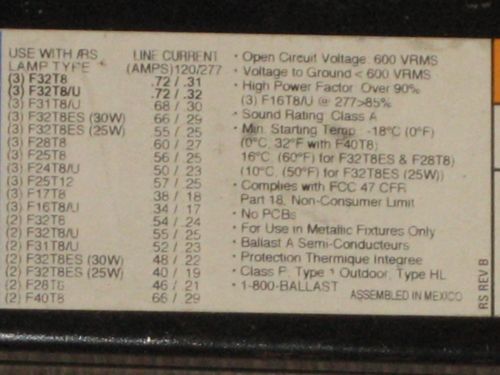 USE WITH /RS LINE CURRENT
LAMP TYPE (AMPS)120/277
(3) F32T8 .72 / .31
(3) F32T8/U .72 / .32
(3) F31T8/U 68 / 30
(3) F32T8ES (30W) 66 / 29
(3) F32T8ES (25W) 55 / 25
(3) F28T8 60 / 27
(3) F25T8 56 / 25
(3) F24T8/U 50 / 23
(3) F25T12 57 / 25
(3) F17T8 38 / 18
(3) F16T8/U 34 / 17
(2) F32T8 54 / 24
(2) F32T8/U 55 / 25
(2) F31T8/U 52 / 23
(2) F32T8ES (30W) 48 / 22
(2) F32T8ES (25W) 40 / 19
(2) F28T8 46 / 21
(2) F40T8 66 / 29
• Open Circuit Voltage 600 VRMS
• Voltage to Ground < 600 VRMS
• High Power Factor Over 90%
(3) F16T8/U @ 277>85%
• Sound Rating Class A
• Min. Starting Temp -18°C (0°F)
(0°C, 32°F with F40T8)
16°C (60°F) for F32T8ES & F28T8)
(10°C, (50°F) for F32T8ES (25W))
• Complies with FCC 47 CFR
Part 18, Non-Consumer Limit
• No PCBs
• For Use in Metallic Fixtures Only
• Ballast A Semi-Conducteurs
• Protection Thermique Integree
• Class P, Type 1 Outdoor, Type HL
• 1-800-BALLAST
ASSEMBLED IN MEXICO
RS REV B